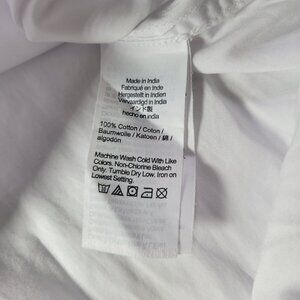 Made in India
Fabriqué en Inde
Hergestellt in Indien
Vervaardigd in India
インド製
hecho en india
100% Cotton / Coton /
Baumwolle / Katoen / 綿 /
algodón
Machine Wash Cold With Like
Colors. Non-Chlorine Bleach
Only. Tumble Dry Low. Iron on
Lowest Setting.